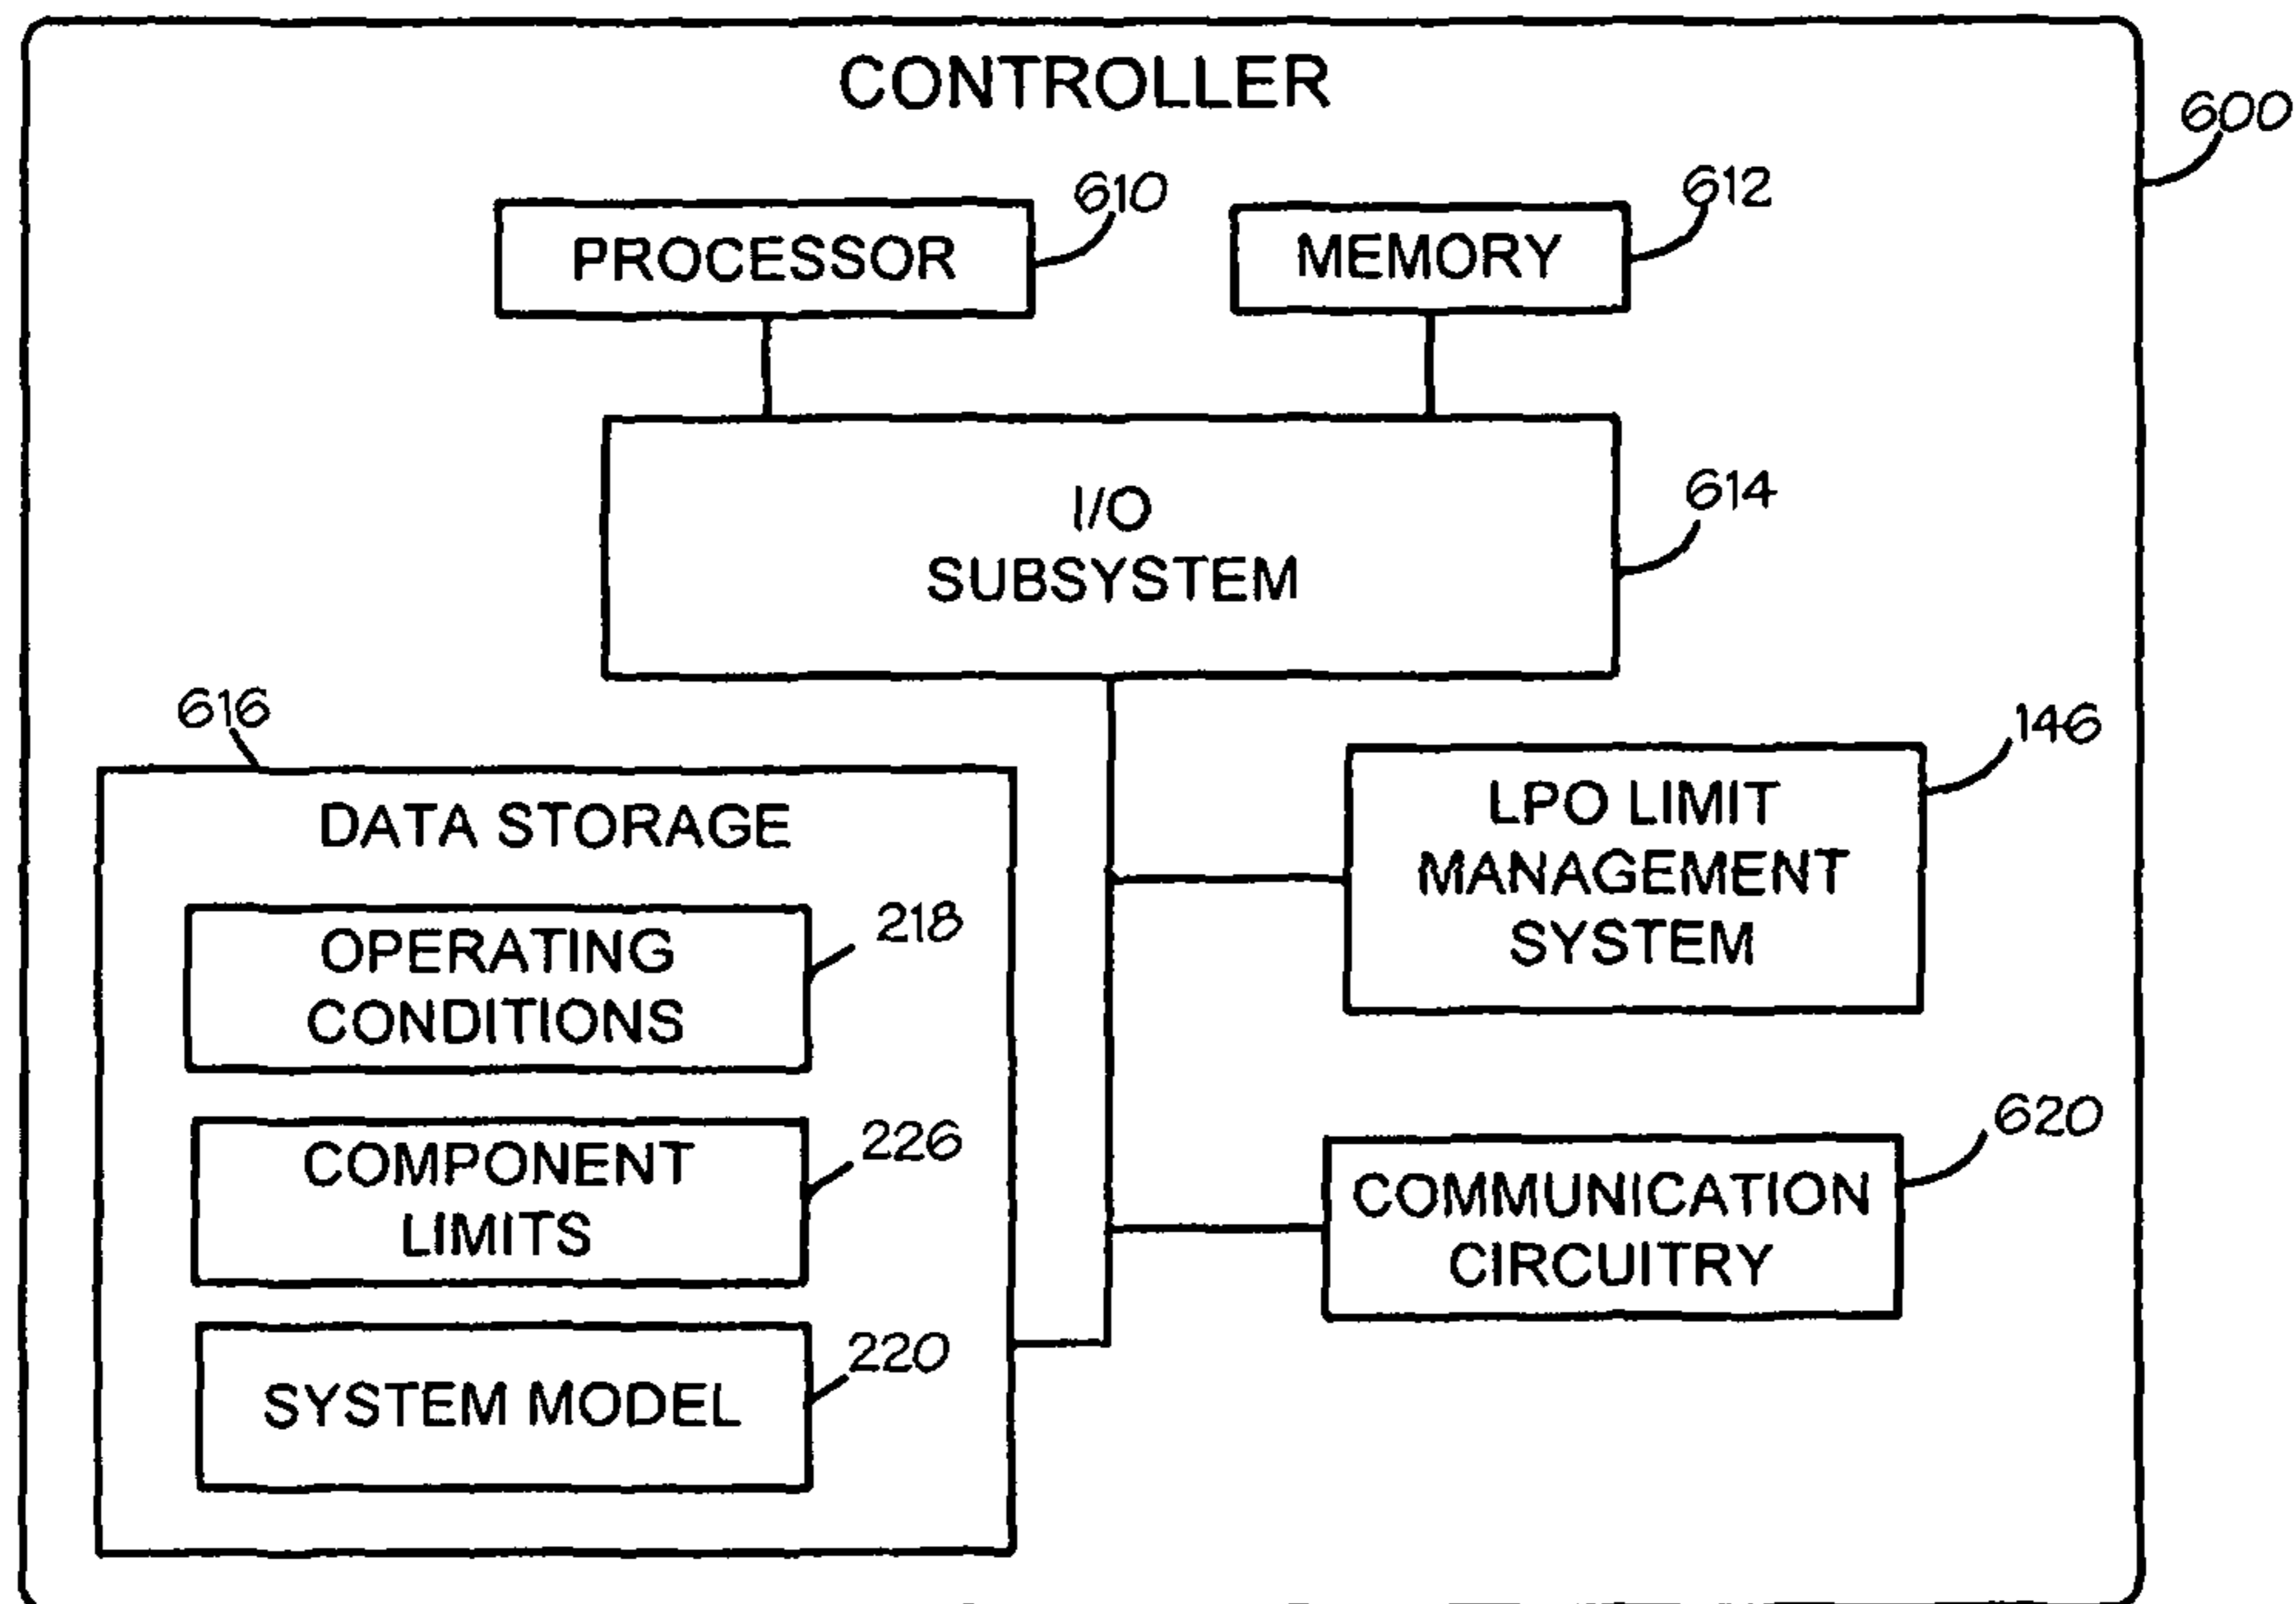 CONTROLLER
600
610
612
PROCESSOR
MEMORY
I/O
SUBSYSTEM
614
616
146
DATA STORAGE
LPO LIMIT
MANAGEMENT
SYSTEM
OPERATING
CONDITIONS
218
COMPONENT
LIMITS
226
620
COMMUNICATION
CIRCUITRY
SYSTEM MODEL
220